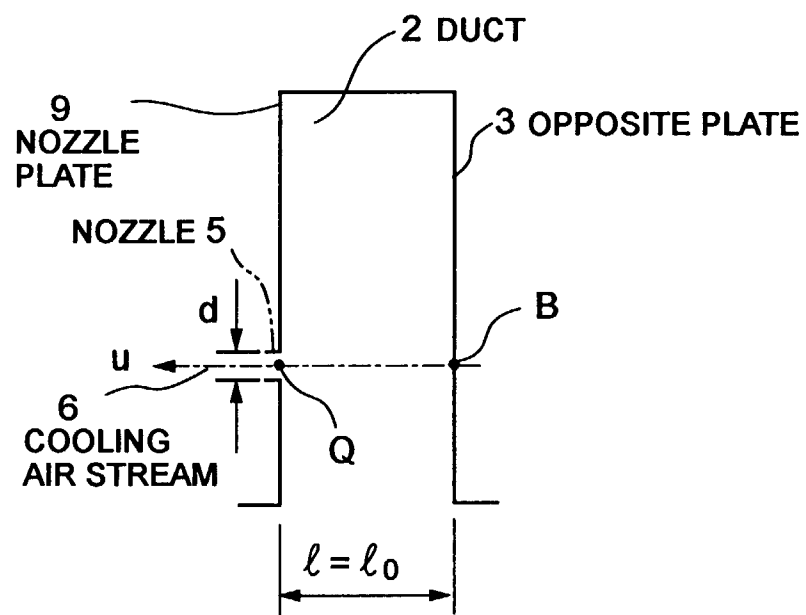 2 DUCT
9
NOZZLE
PLATE
3 OPPOSITE PLATE
NOZZLE 5
d
B
u
6
COOLING
AIR STREAM
Q
ℓ = ℓ₀